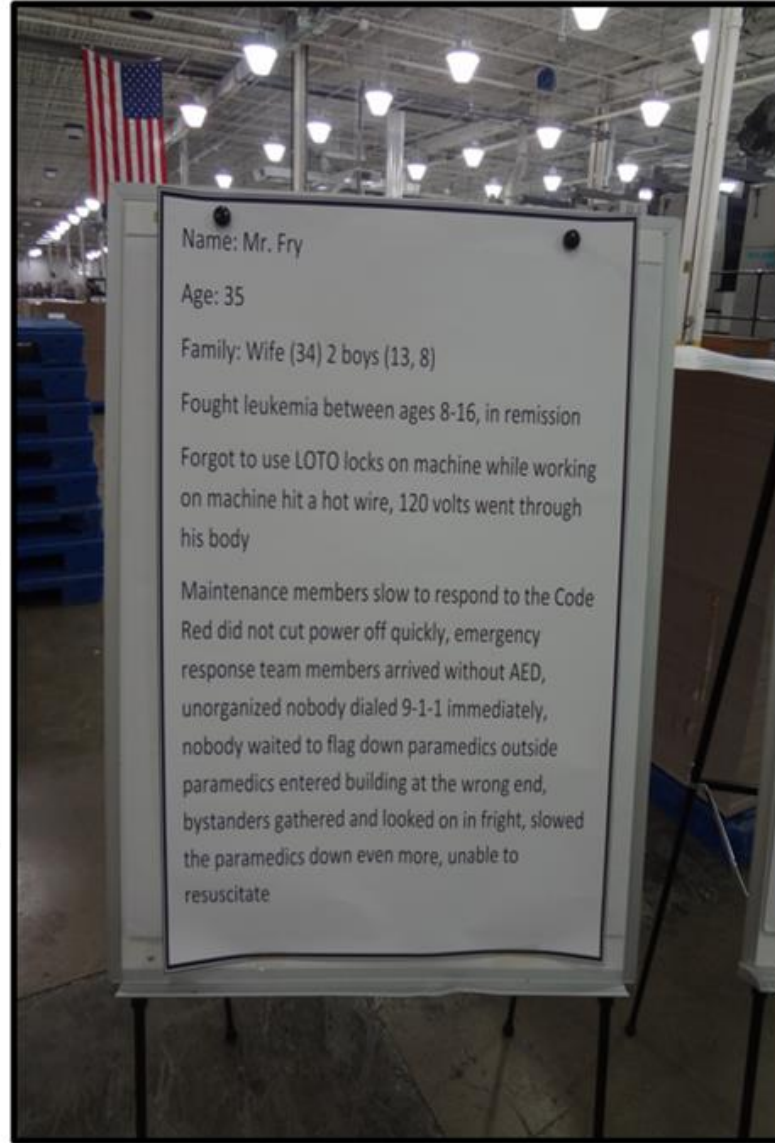 Name: Mr. Fry
Age: 35
Family: Wife (34) 2 boys (13, 8)
Fought leukemia between ages 8-16, in remission
Forgot to use LOTO locks on machine while working
on machine hit a hot wire, 120 volts went through
his body
Maintenance members slow to respond to the Code
Red did not cut power off quickly, emergency
response team members arrived without AED,
unorganized nobody dialed 9-1-1 immediately,
nobody waited to flag down paramedics outside
paramedics entered building at the wrong end,
bystanders gathered and looked on in fright, slowed
the paramedics down even more, unable to
resuscitate